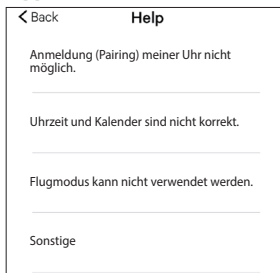 Back Help
Anmeldung (Pairing) meiner Uhr nicht
möglich.
Uhrzeit und Kalender sind nicht korrekt.
Flugmodus kann nicht verwendet werden.
Sonstige